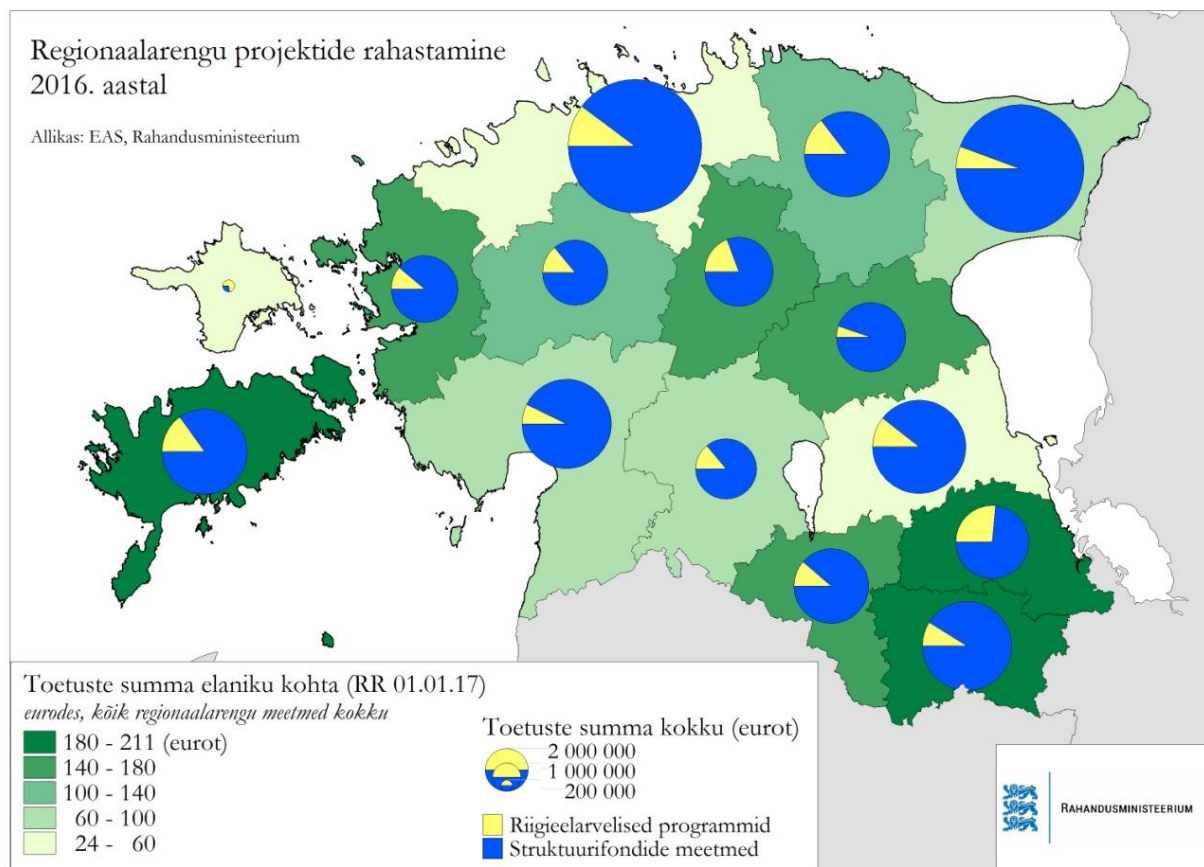 Regionaalarengu projektide rahastamine
2016. aastal
Allikas: EAS, Rahandusministeerium
Toetuste summa elaniku kohta (RR 01.01.17)
eurodes, kõik regionaalarengu meetmed kokku
180 - 211 (eurot)
140 - 180
100 - 140
60 - 100
24 - 60
Toetuste summa kokku (eurot)
2 000 000
1 000 000
200 000
Riigieelarvelised programmid
Struktuurifondide meetmed
RAHANDUSMINISTEERIUM